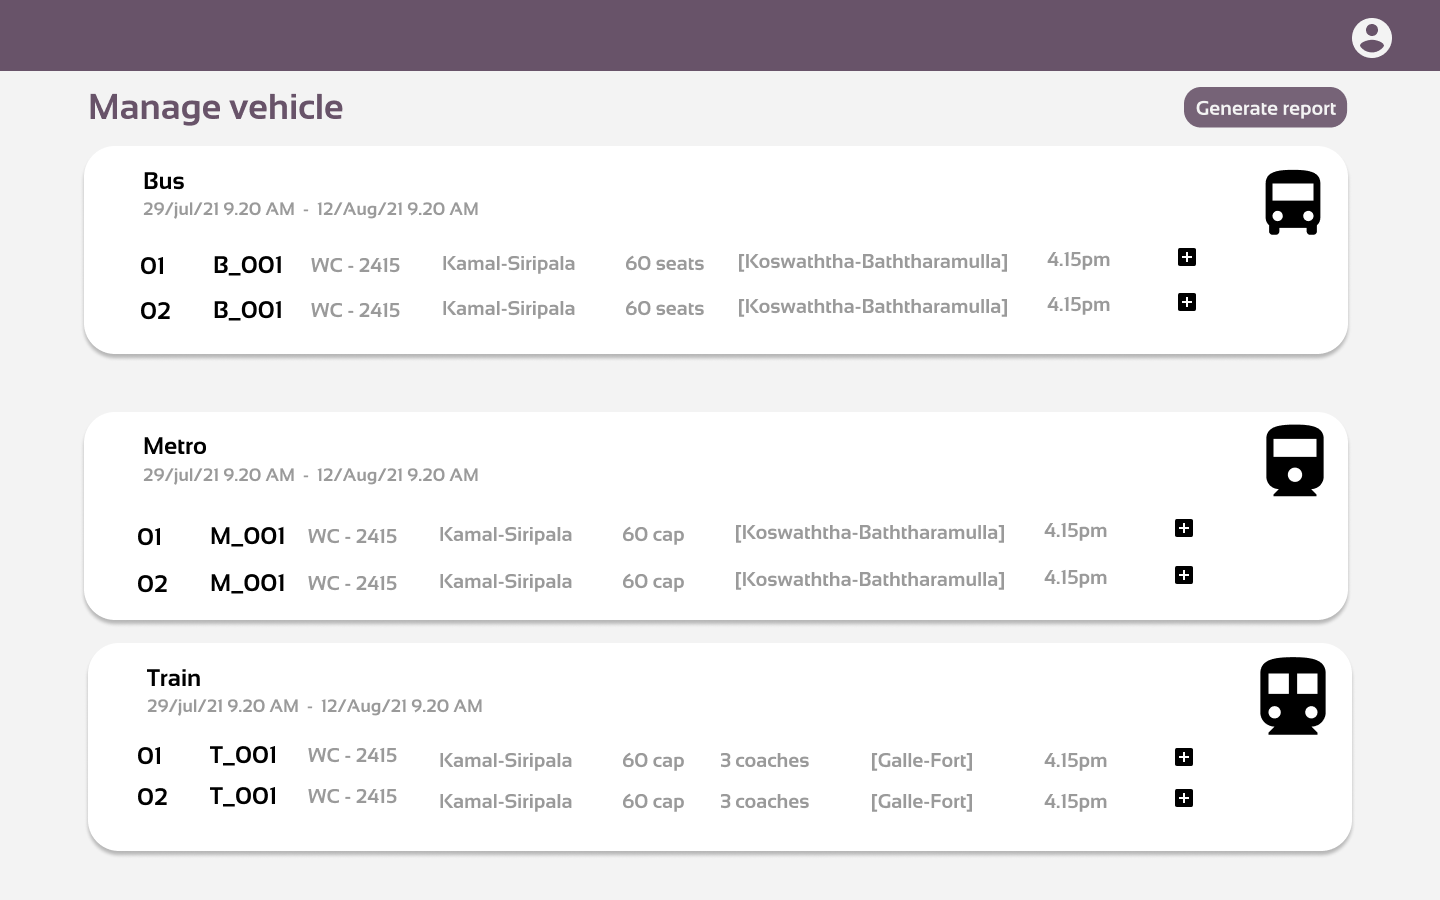 Manage vehicle
Generate report
Bus
29/jul/21 9.20 AM - 12/Aug/21 9.20 AM
01 B_001 WC - 2415 Kamal-Siripala 60 seats [Koswaththa-Baththaramulla] 4.15pm
02 B_001 WC - 2415 Kamal-Siripala 60 seats [Koswaththa-Baththaramulla] 4.15pm
Metro
29/jul/21 9.20 AM - 12/Aug/21 9.20 AM
01 M_001 WC - 2415 Kamal-Siripala 60 cap [Koswaththa-Baththaramulla] 4.15pm
02 M_001 WC - 2415 Kamal-Siripala 60 cap [Koswaththa-Baththaramulla] 4.15pm
Train
29/jul/21 9.20 AM - 12/Aug/21 9.20 AM
01 T_001 WC - 2415 Kamal-Siripala 60 cap 3 coaches [Galle-Fort] 4.15pm
02 T_001 WC - 2415 Kamal-Siripala 60 cap 3 coaches [Galle-Fort] 4.15pm